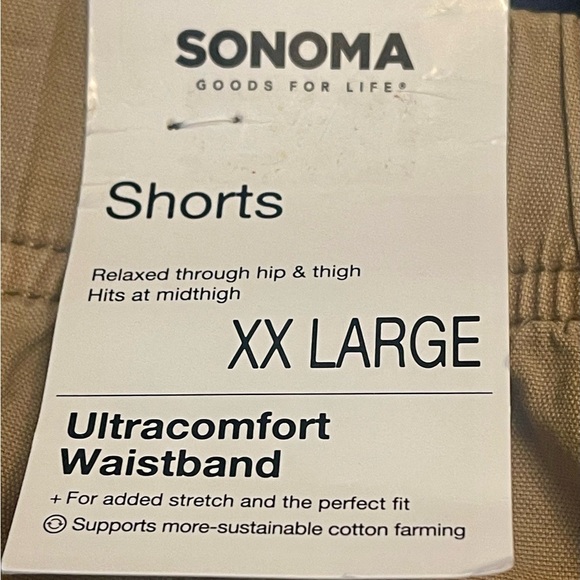 SONOMA
GOODS FOR LIFE®
Shorts
Relaxed through hip & thigh
Hits at midthigh
XX LARGE
Ultracomfort
Waistband
+ For added stretch and the perfect fit
Supports more-sustainable cotton farming